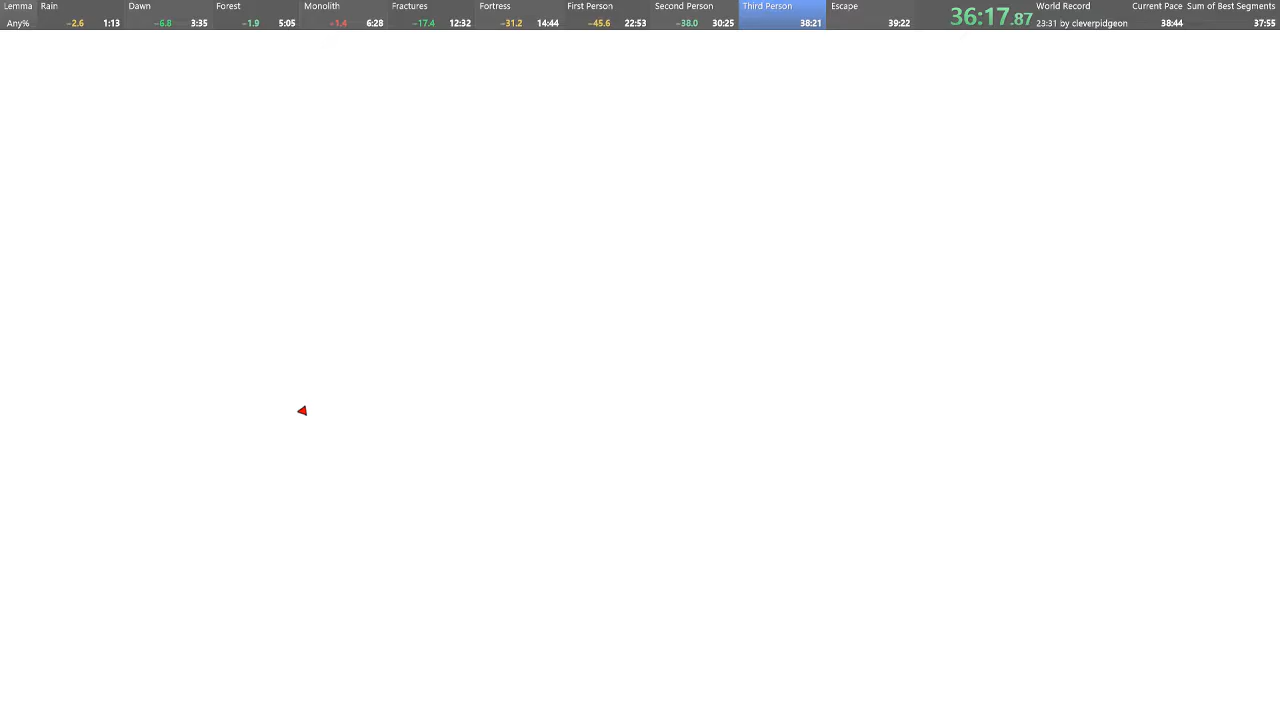 Lemma Rain Dawn Forest Monolith Fractures Fortress First Person Second Person Third Person Escape 36:17.87 World Record Current Pace Sum of Best Segments
Any% −2.6 1:13 −6.8 3:35 −1.9 5:05 −1.4 6:28 −17.4 12:32 −31.2 14:44 −45.6 22:53 −38.0 30:25 38:21 39:22 23:31 by cleverpidgeon 38:44 37:55